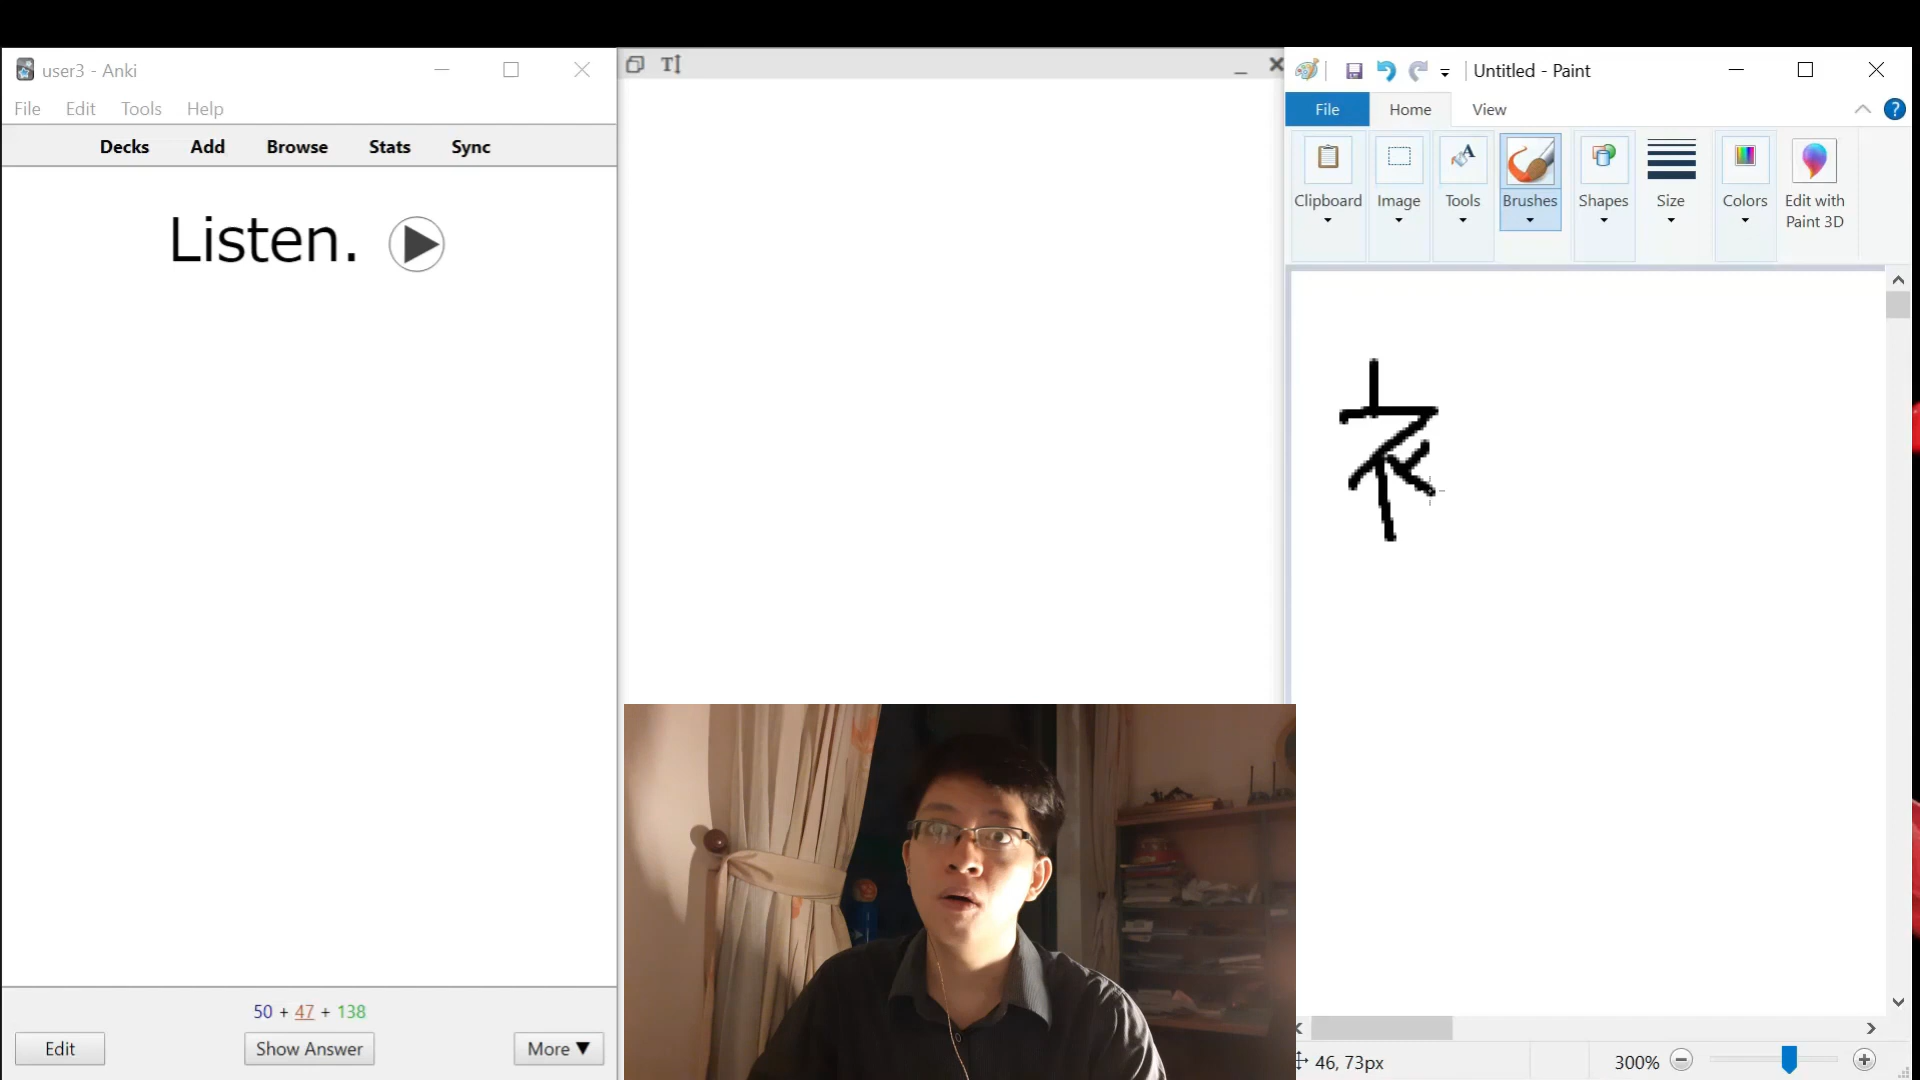 user3 - Anki
File Edit Tools Help
Decks Add Browse Stats Sync
Listen.
50 + 47 + 138
Edit Show Answer More ▼
Untitled - Paint
File Home View
Clipboard Image Tools Brushes Shapes Size Colors Edit with
Paint 3D
衣
46, 73px 300%